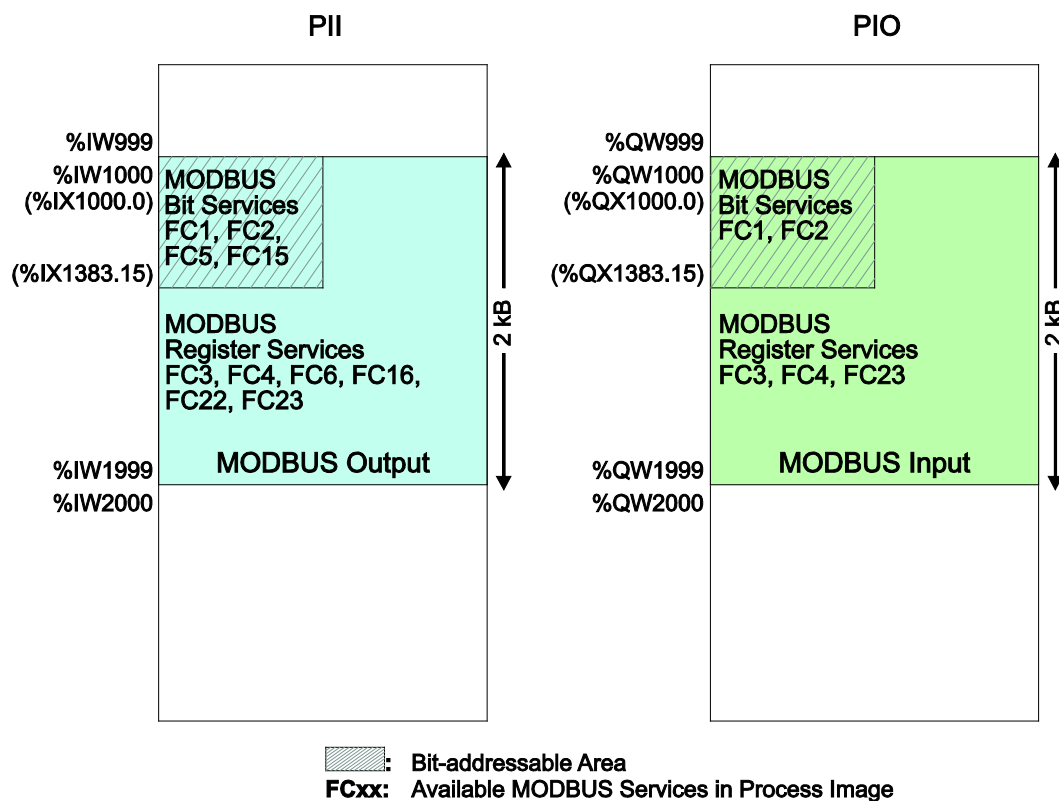 PII
%IW999
%IW1000
(%IX1000.0)
(%IX1383.15)
%IW1999
%IW2000
MODBUS
Bit Services
FC1, FC2,
FC5, FC15
MODBUS
Register Services
FC3, FC4, FC6, FC16,
FC22, FC23
MODBUS Output
2 kB
PIO
%QW999
%QW1000
(%QX1000.0)
(%QX1383.15)
%QW1999
%QW2000
MODBUS
Bit Services
FC1, FC2
MODBUS
Register Services
FC3, FC4, FC23
MODBUS Input
2 kB
: Bit-addressable Area
FCxx: Available MODBUS Services in Process Image